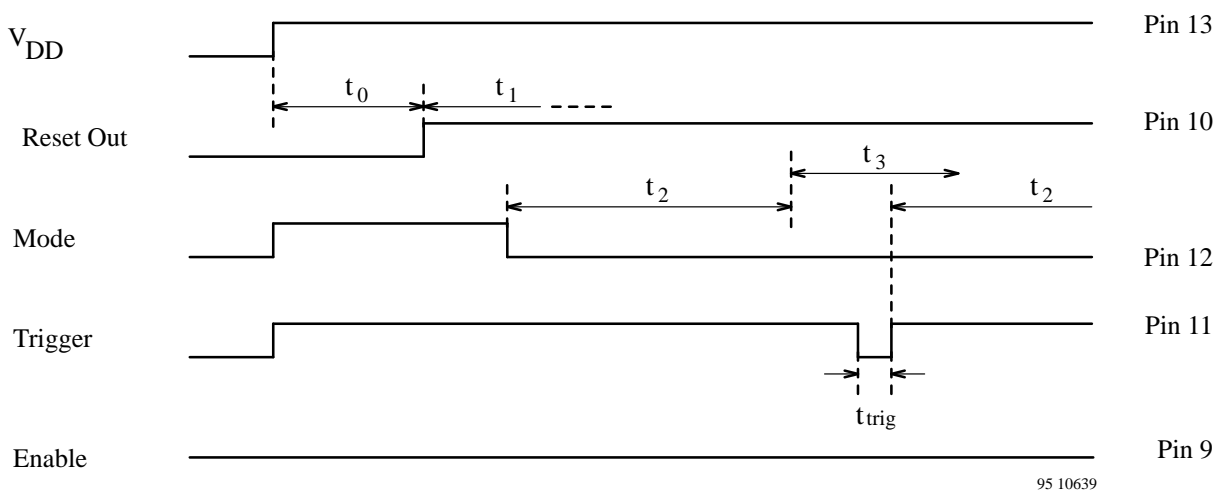 VDD Pin 13
t0 t1
Reset Out Pin 10
t3
t2 t2
Mode Pin 12
Trigger Pin 11
ttrig
Enable Pin 9
95 10639